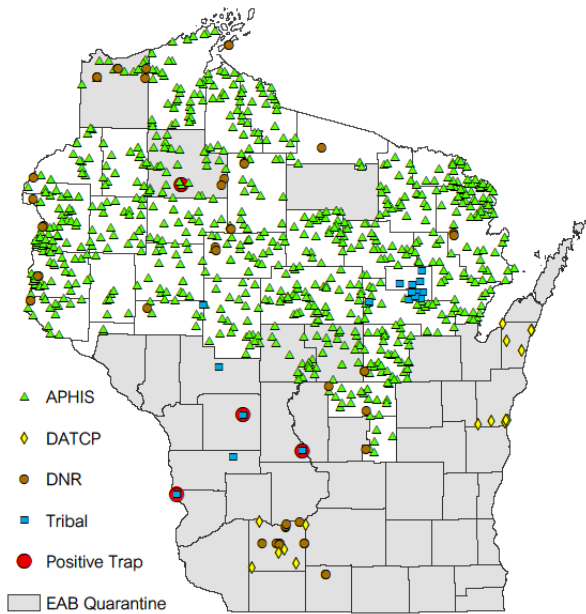 APHIS
DATCP
DNR
Tribal
Positive Trap
EAB Quarantine